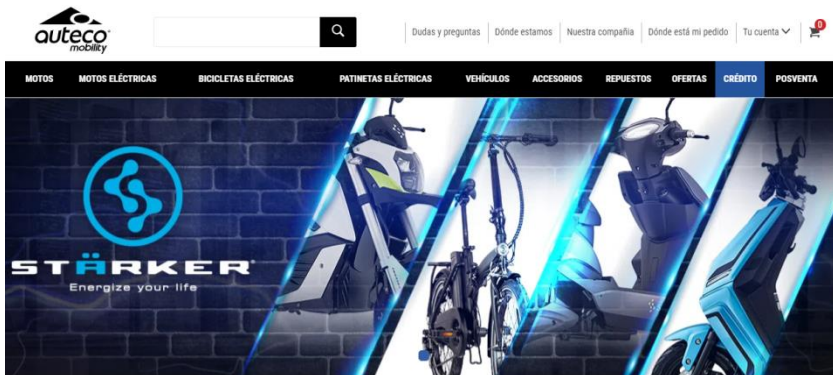 auteco
mobility
Dudas y preguntas
Dónde estamos
Nuestra compañia
Dónde está mi pedido
Tu cuenta
0
MOTOS
MOTOS ELÉCTRICAS
BICICLETAS ELÉCTRICAS
PATINETAS ELÉCTRICAS
VEHÍCULOS
ACCESORIOS
REPUESTOS
OFERTAS
CRÉDITO
POSVENTA
STÄRKER
Energize your life